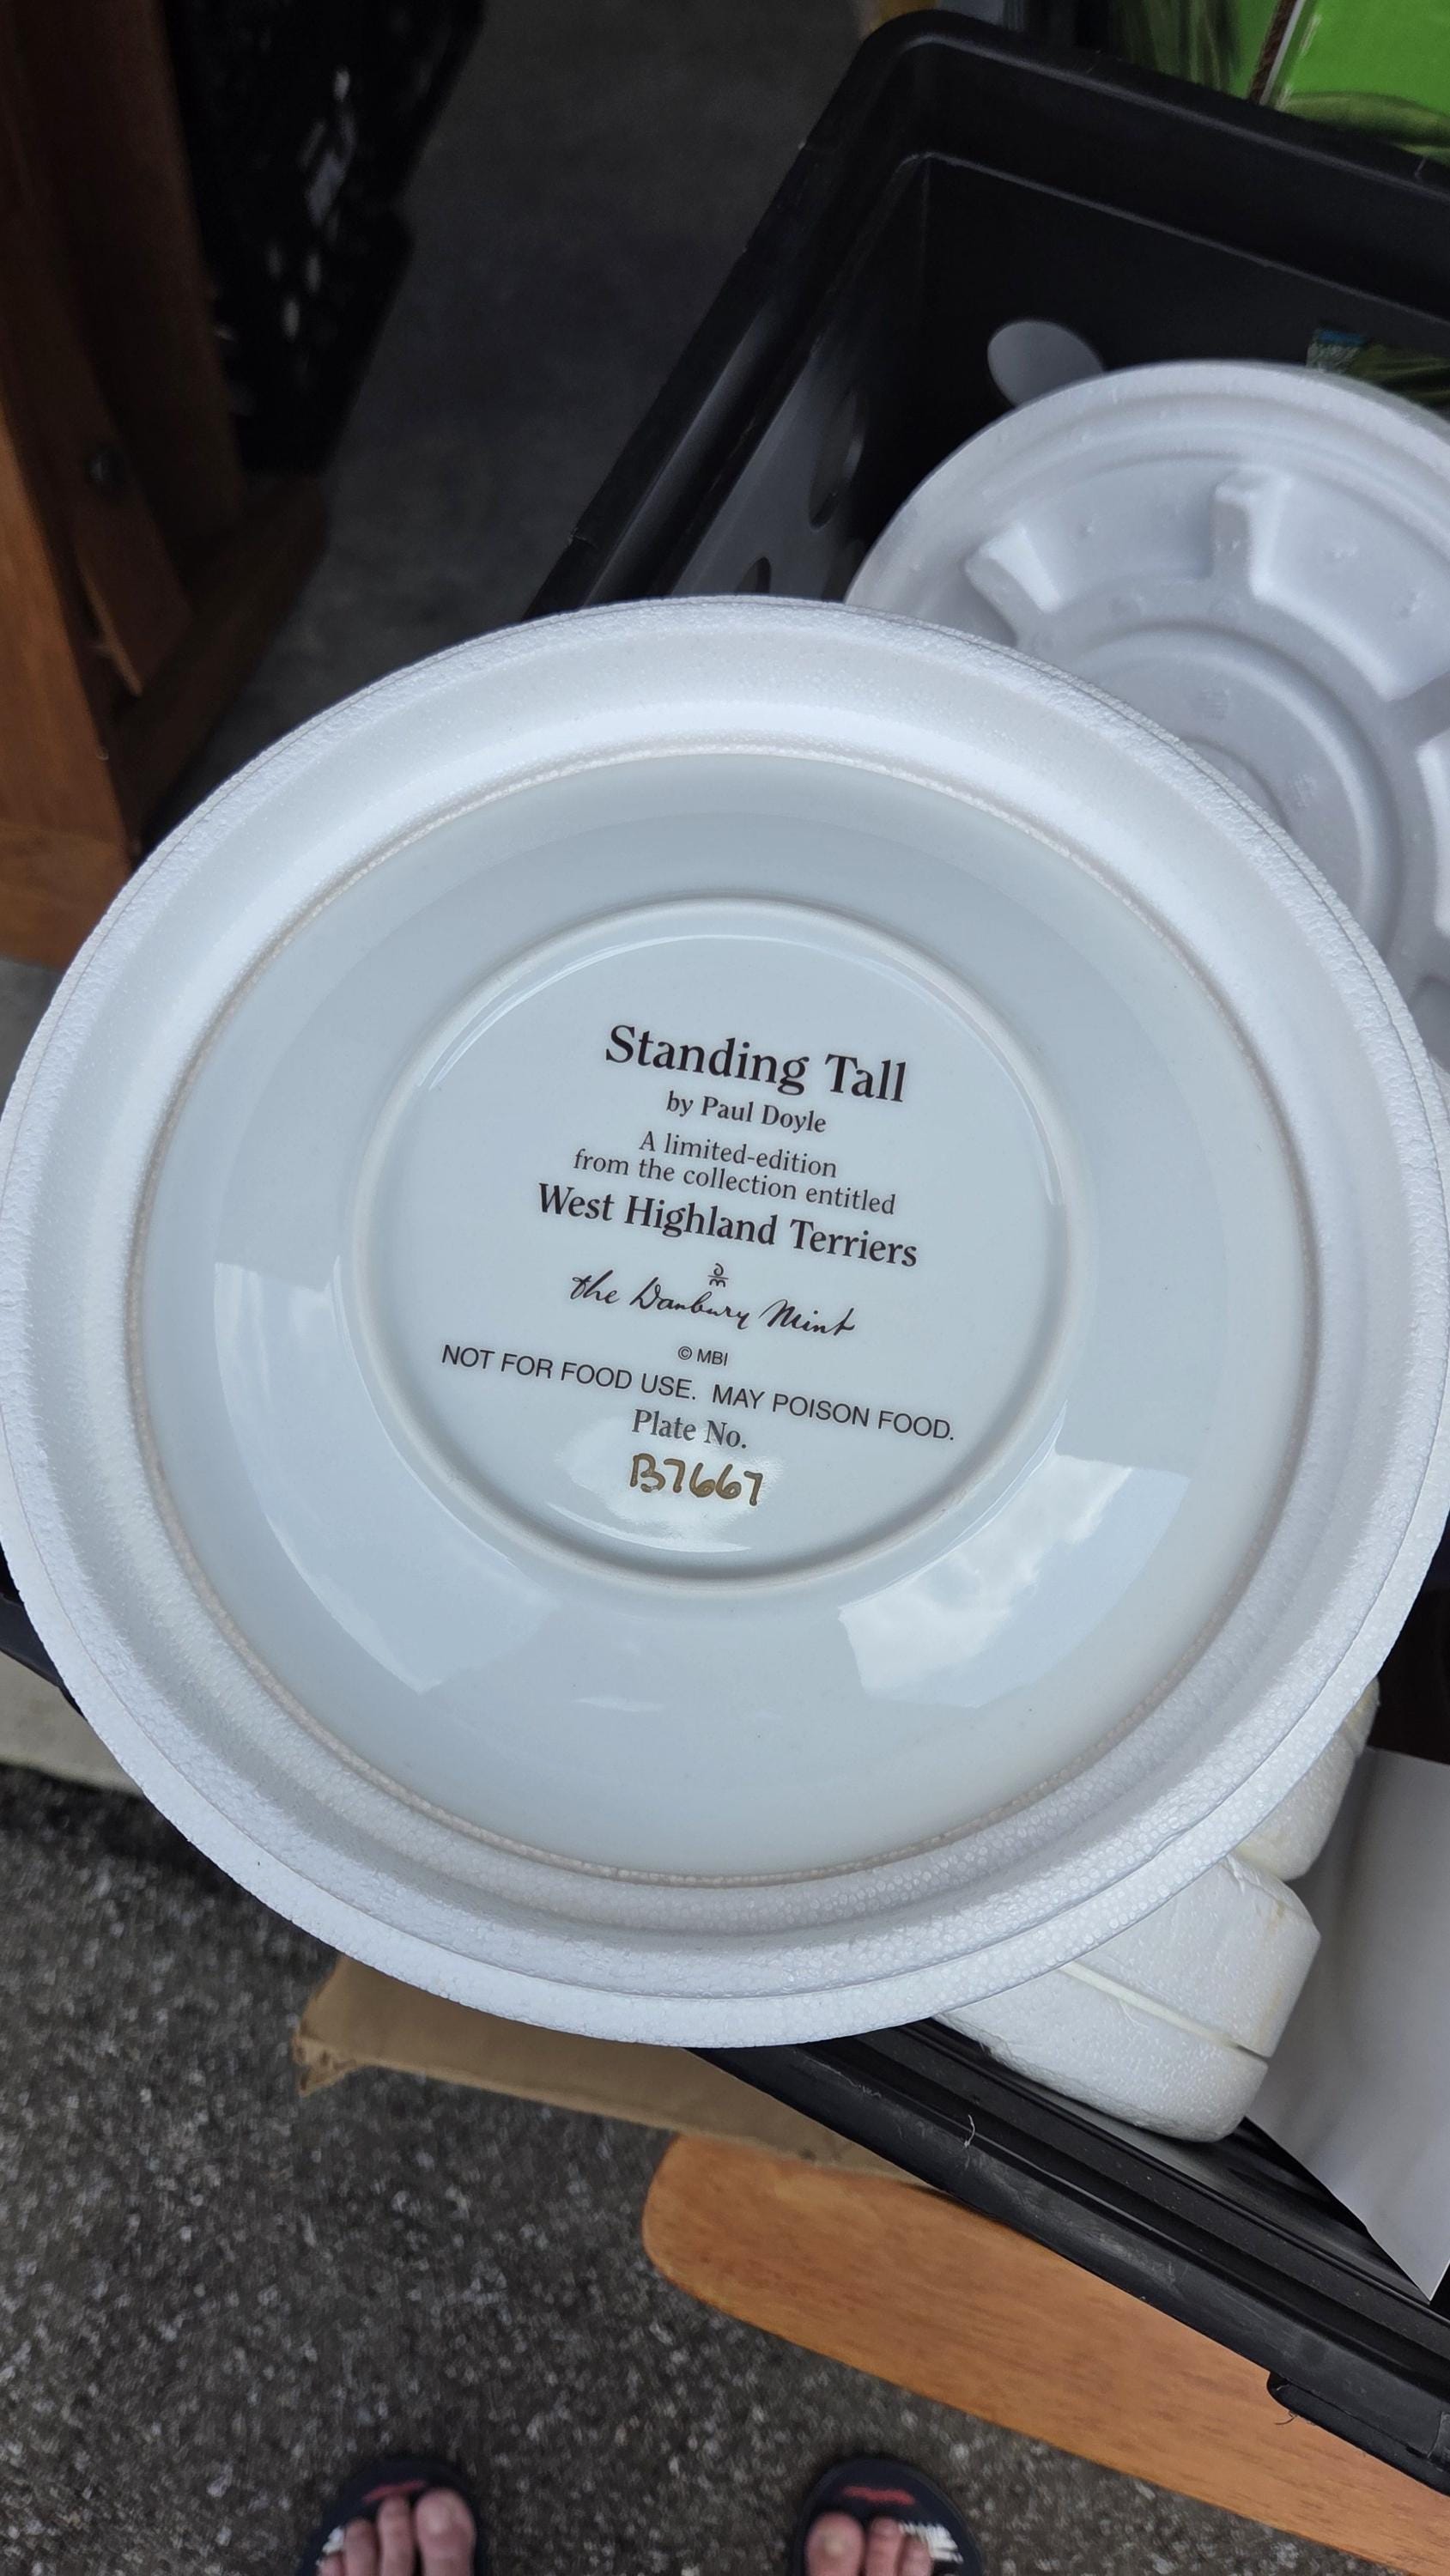 Standing Tall
by Paul Doyle
A limited-edition
from the collection entitled
West Highland Terriers
the Danbury Mint
© MBI
NOT FOR FOOD USE. MAY POISON FOOD.
Plate No.
B7667